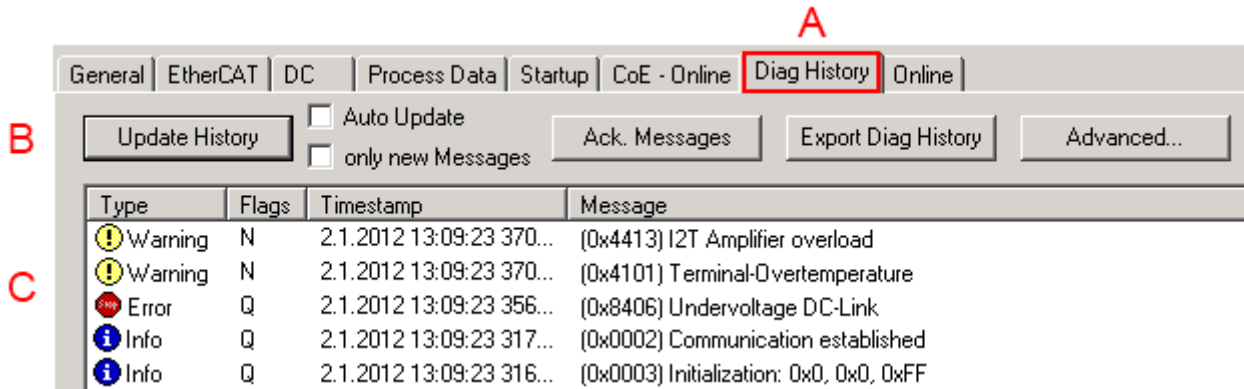 A
General EtherCAT DC Process Data Startup CoE - Online Diag History Online
B
Update History Auto Update Ack. Messages Export Diag History Advanced...
only new Messages
Type Flags Timestamp Message
C
Warning N 2.1.2012 13:09:23 370... (0x4413) I2T Amplifier overload
Warning N 2.1.2012 13:09:23 370... (0x4101) Terminal-Overtemperature
Error Q 2.1.2012 13:09:23 356... (0x8406) Undervoltage DC-Link
Info Q 2.1.2012 13:09:23 317... (0x0002) Communication established
Info Q 2.1.2012 13:09:23 316... (0x0003) Initialization: 0x0, 0x0, 0xFF